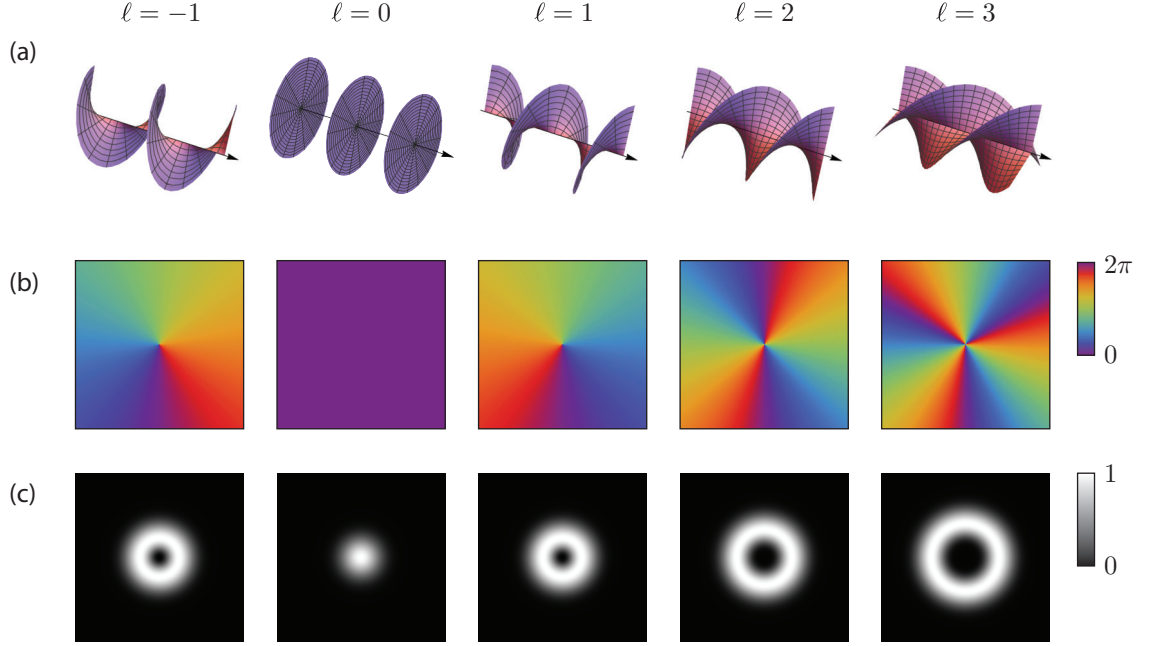 ℓ = −1 ℓ = 0 ℓ = 1 ℓ = 2 ℓ = 3
(a)
(b)
2π
0
(c)
1
0